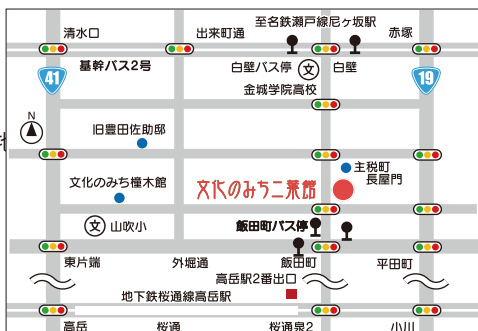 至名鉄瀬戸線尼ヶ坂駅
清水口
出来町通
赤塚
基幹バス2号
白壁バス停
文
白壁
41
金城学院高校
19
N
旧豊田佐助邸
主税町
長屋門
文化のみち橦木館
文化のみち二葉館
文
山吹小
飯田町バス停
東片端
外堀通
飯田町
平田町
高岳駅2番出口
地下鉄桜通線高岳駅
高岳
桜通
桜通泉2
小川